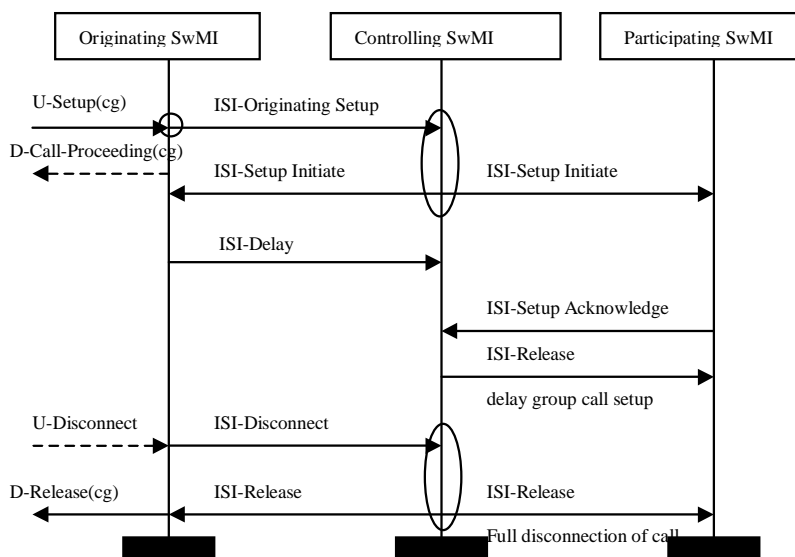 Originating SwMI
Controlling SwMI
Participating SwMI
U-Setup(cg)
ISI-Originating Setup
D-Call-Proceeding(cg)
ISI-Setup Initiate
ISI-Setup Initiate
ISI-Delay
ISI-Setup Acknowledge
ISI-Release
delay group call setup
U-Disconnect
ISI-Disconnect
D-Release(cg)
ISI-Release
ISI-Release
Full disconnection of call